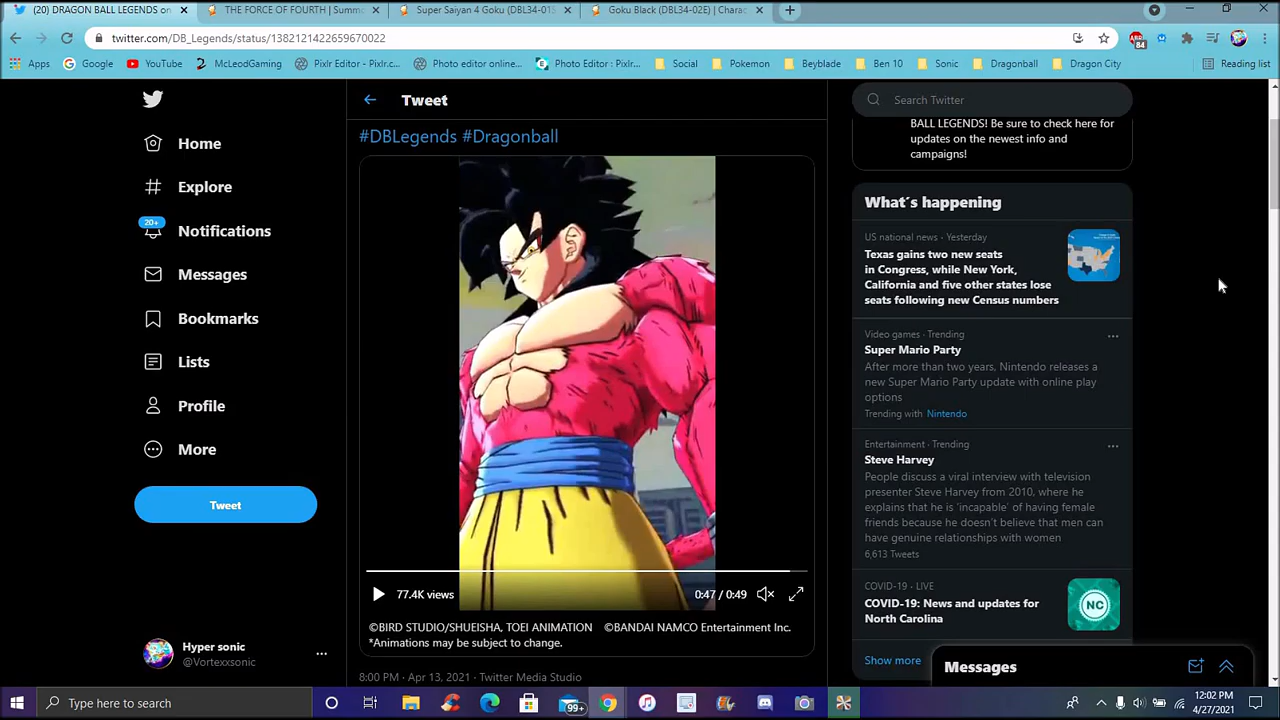 (20) DRAGON BALL LEGENDS on
THE FORCE OF FOURTH | Summo
Super Saiyan 4 Goku (DBL34-01S
Goku Black (DBL34-02E) | Charac
twitter.com/DB_Legends/status/1382121422659670022
84
Apps
Google
YouTube
McLeodGaming
Pixlr Editor - Pixlr.c...
Photo editor online...
Photo Editor : Pixlr...
Social
Pokemon
Beyblade
Ben 10
Sonic
Dragonball
Dragon City
Reading list
Home
Explore
20+
Notifications
Messages
Bookmarks
Lists
Profile
More
Tweet
Hyper sonic
@Vortexxsonic
Tweet
#DBLegends #Dragonball
77.4K views
0:47 / 0:49
©BIRD STUDIO/SHUEISHA, TOEI ANIMATION ©BANDAI NAMCO Entertainment Inc.
*Animations may be subject to change.
8:00 PM · Apr 13, 2021 · Twitter Media Studio
Search Twitter
BALL LEGENDS! Be sure to check here for
updates on the newest info and
campaigns!
What's happening
US national news · Yesterday
Texas gains two new seats
in Congress, while New York,
California and five other states lose
seats following new Census numbers
Video games · Trending
Super Mario Party
After more than two years, Nintendo releases a
new Super Mario Party update with online play
options
Trending with Nintendo
Entertainment · Trending
Steve Harvey
People discuss a viral interview with television
presenter Steve Harvey from 2010, where he
explains that he is 'incapable' of having female
friends because he doesn't believe that men can
have genuine relationships with women
6,613 Tweets
COVID-19 · LIVE
COVID-19: News and updates for
North Carolina
NC
Show more
Messages
Type here to search
99+
12:02 PM
4/27/2021